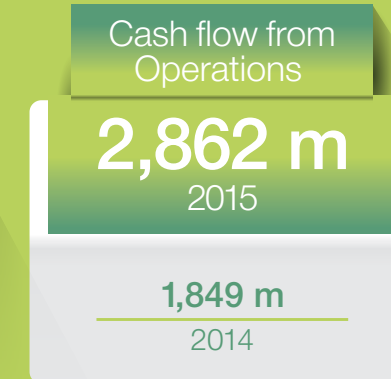 Cash flow from
Operations
2,862 m
2015
1,849 m
2014